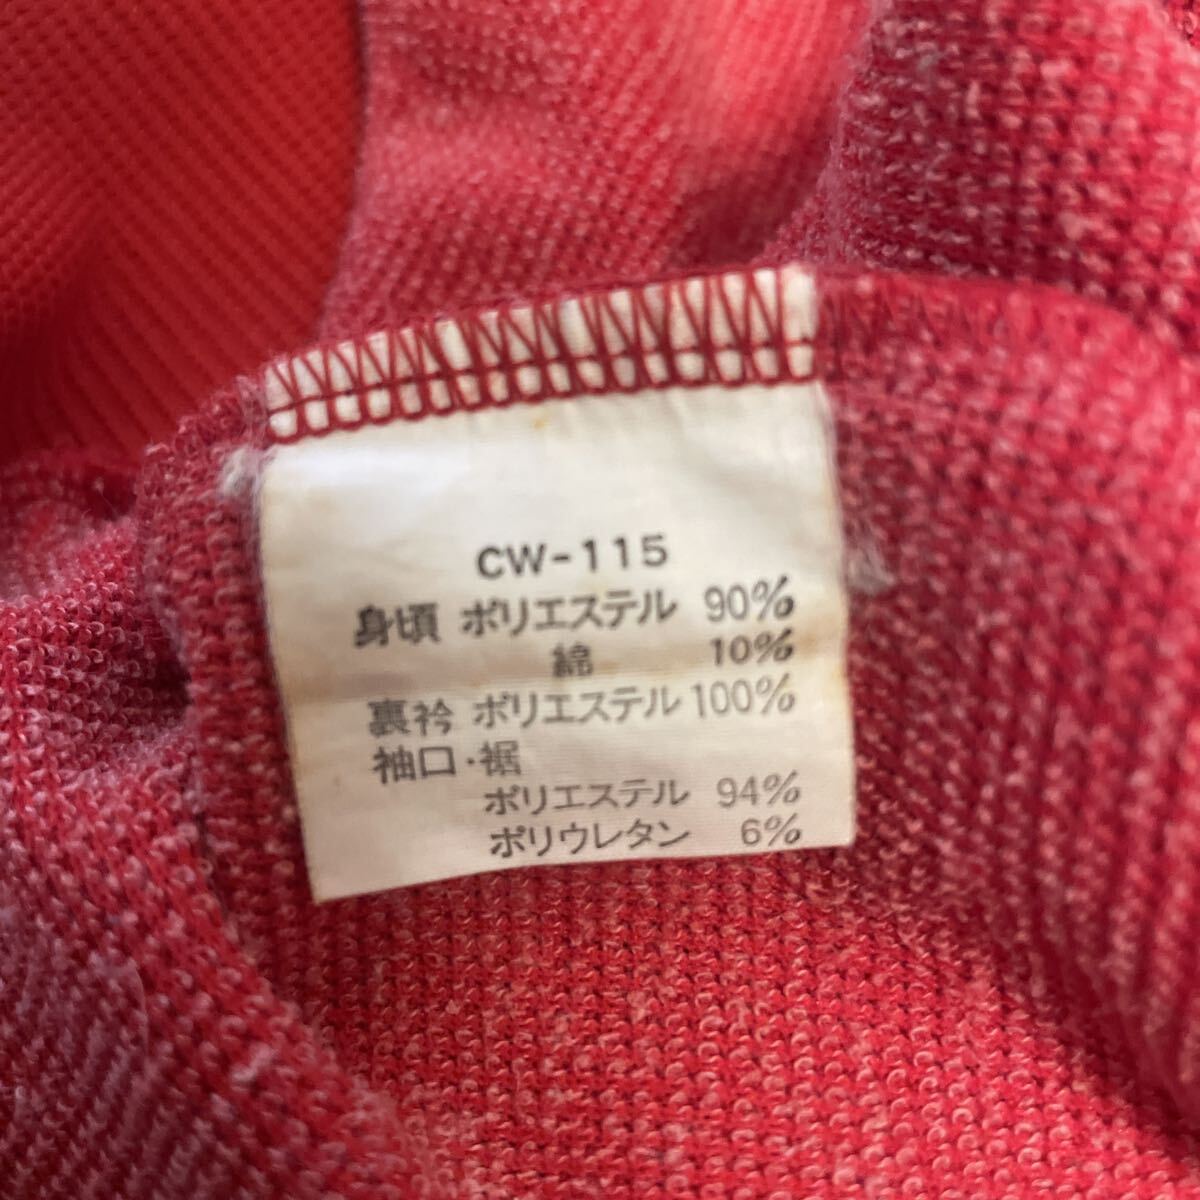 CW-115
身頃 ポリエステル 90%
綿 10%
裏衿 ポリエステル 100%
袖口・裾
ポリエステル 94%
ポリウレタン 6%